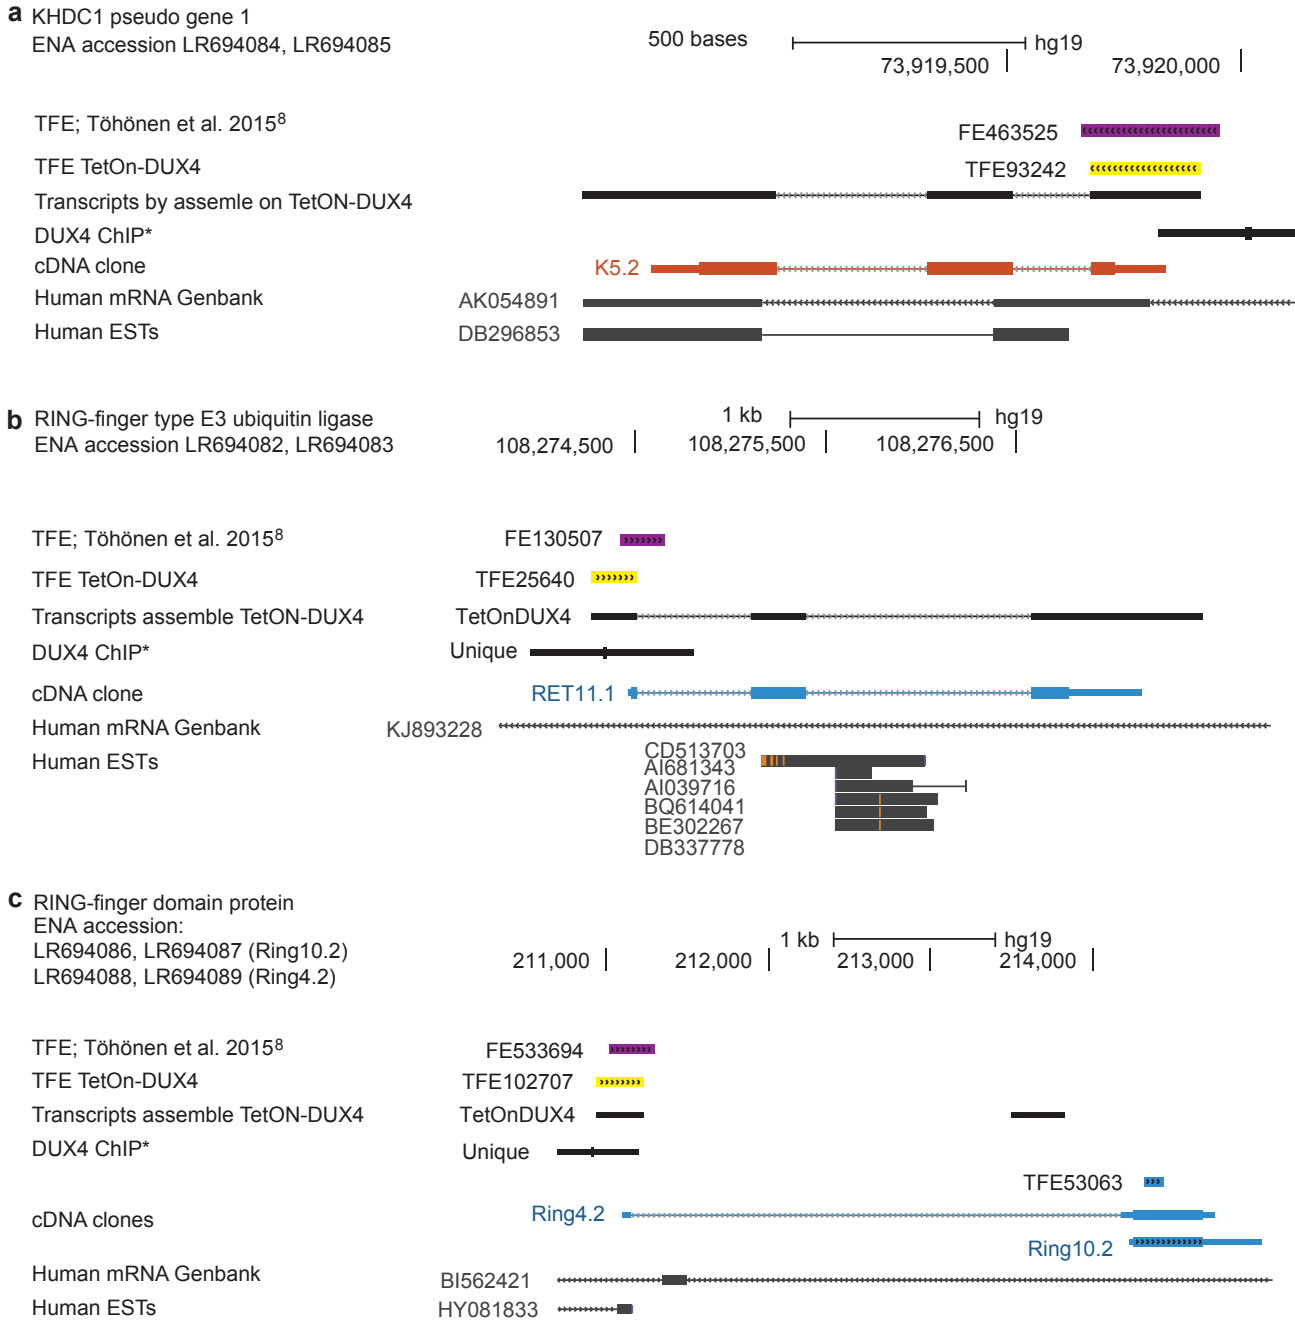 a KHDC1 pseudo gene 1
ENA accession LR694084, LR694085
500 bases hg19
73,919,500 73,920,000
TFE; Töhönen et al. 2015⁸ FE463525
TFE TetOn-DUX4 TFE93242
Transcripts by assemle on TetON-DUX4
DUX4 ChIP*
cDNA clone K5.2
Human mRNA Genbank AK054891
Human ESTs DB296853
b RING-finger type E3 ubiquitin ligase 1 kb hg19
ENA accession LR694082, LR694083 108,274,500 108,275,500 108,276,500
TFE; Töhönen et al. 2015⁸ FE130507
TFE TetOn-DUX4 TFE25640
Transcripts assemble TetON-DUX4 TetOnDUX4
DUX4 ChIP* Unique
cDNA clone RET11.1
Human mRNA Genbank KJ893228
Human ESTs CD513703
AI681343
AI039716
BQ614041
BE302267
DB337778
c RING-finger domain protein
ENA accession:
LR694086, LR694087 (Ring10.2) 1 kb hg19
LR694088, LR694089 (Ring4.2) 211,000 212,000 213,000 214,000
TFE; Töhönen et al. 2015⁸ FE533694
TFE TetOn-DUX4 TFE102707
Transcripts assemble TetON-DUX4 TetOnDUX4
DUX4 ChIP* Unique
TFE53063
cDNA clones Ring4.2
Ring10.2
Human mRNA Genbank BI562421
Human ESTs HY081833